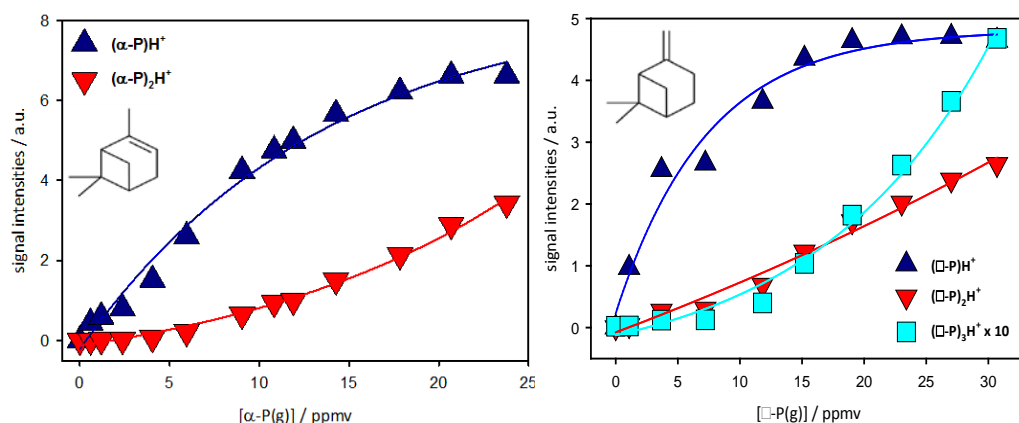 8
6
4
2
0
signal intensities / a.u.
(α-P)H⁺
(α-P)₂H⁺
0 5 10 15 20 25
[α-P(g)] / ppmv
5
4
3
2
1
0
signal intensities / a.u.
(□-P)H⁺
(□-P)₂H⁺
(□-P)₃H⁺ x 10
0 5 10 15 20 25 30
[□-P(g)] / ppmv